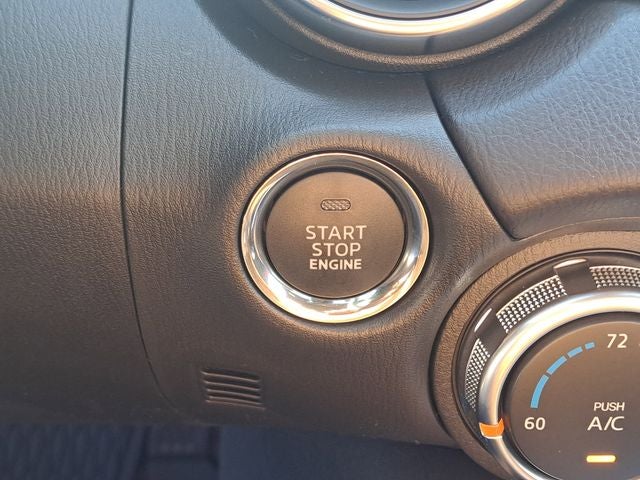 START
STOP
ENGINE
72
60
PUSH
A/C